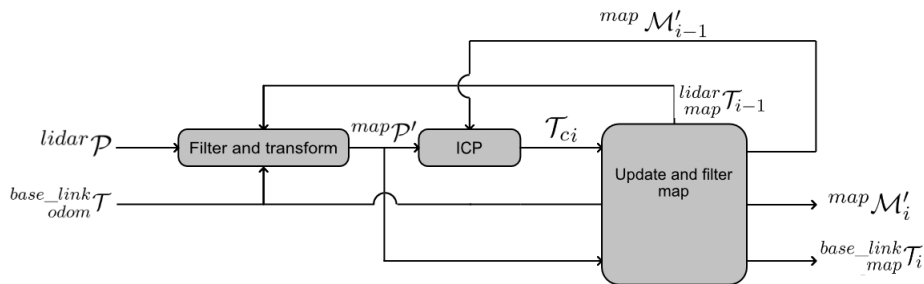 map M′i−1
lidar map Ti−1
lidar P
Filter and transform
map P′
ICP
Tci
Update and filter
map
base_link odom T
map M′i
base_link map Ti